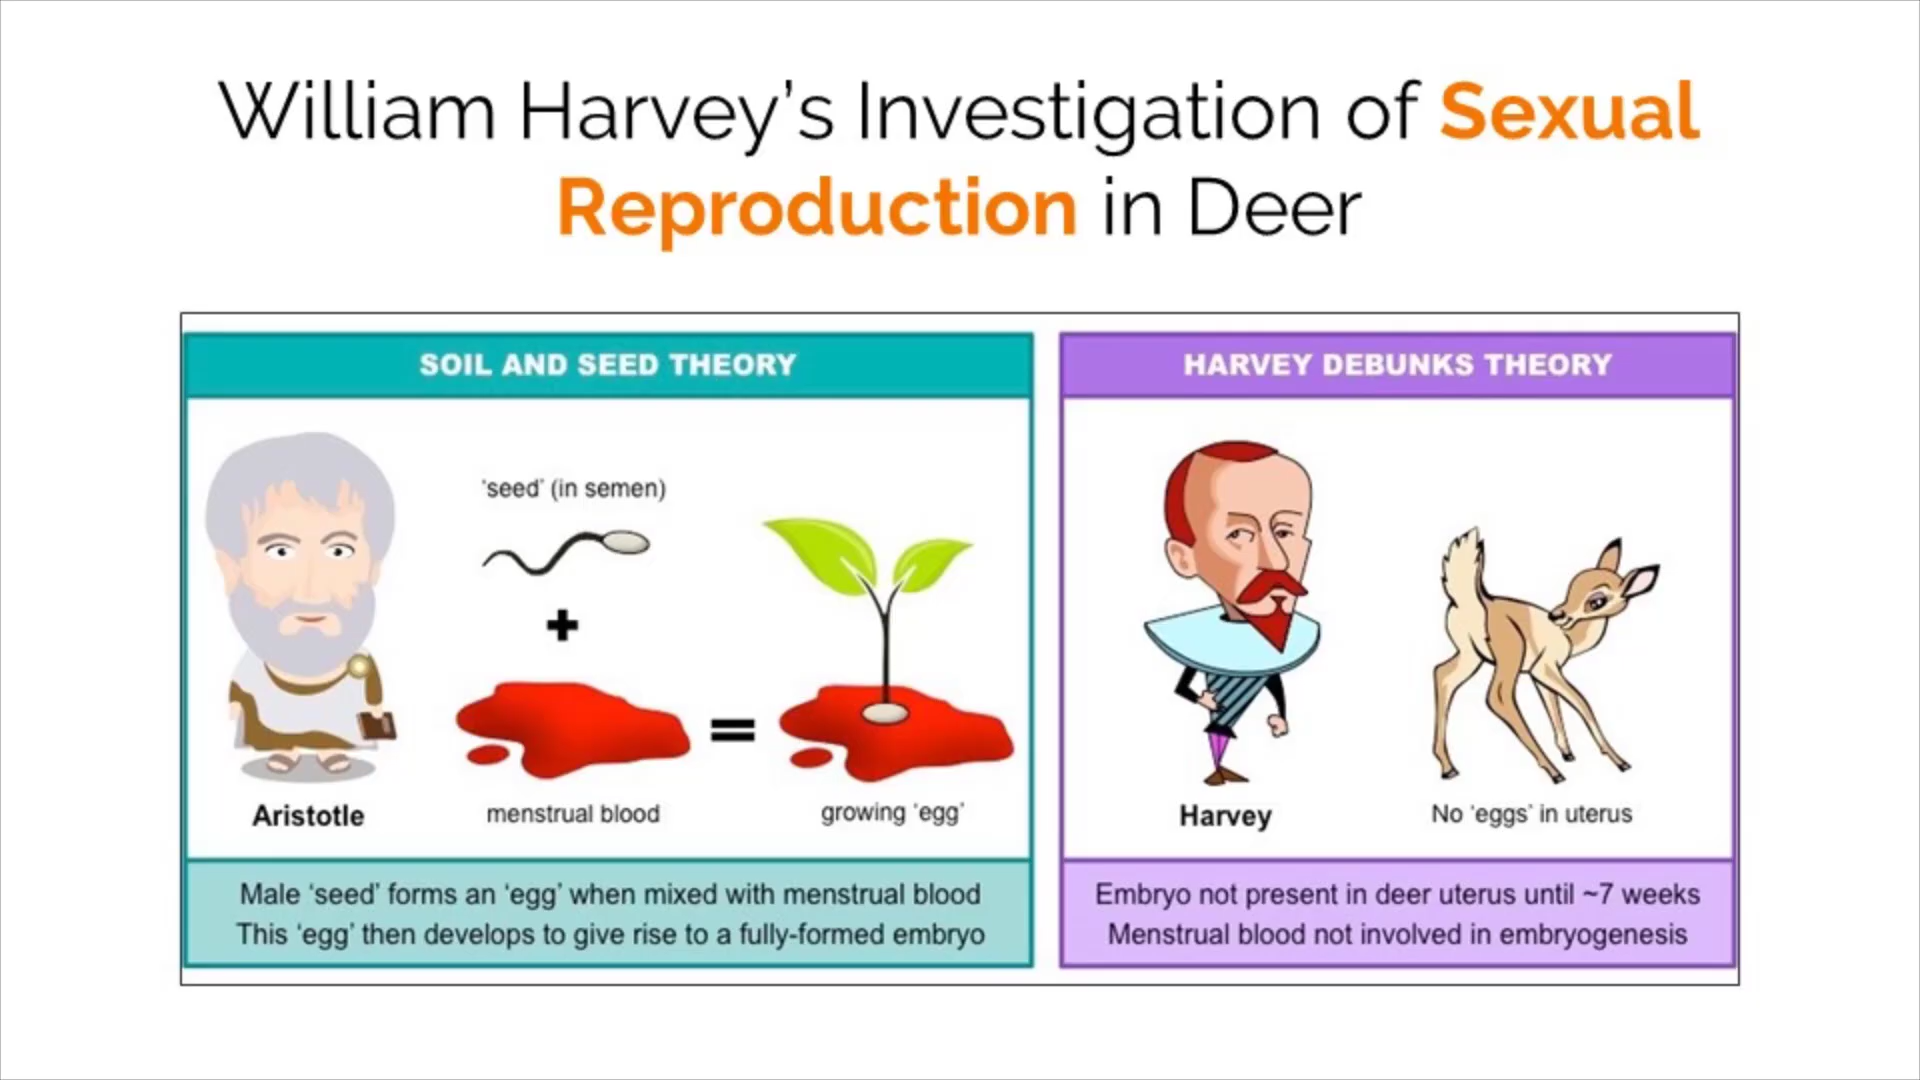 William Harvey's Investigation of Sexual
Reproduction in Deer
SOIL AND SEED THEORY
'seed' (in semen)
+
=
Aristotle
menstrual blood
growing 'egg'
Male 'seed' forms an 'egg' when mixed with menstrual blood
This 'egg' then develops to give rise to a fully-formed embryo
HARVEY DEBUNKS THEORY
Harvey
No 'eggs' in uterus
Embryo not present in deer uterus until ~7 weeks
Menstrual blood not involved in embryogenesis